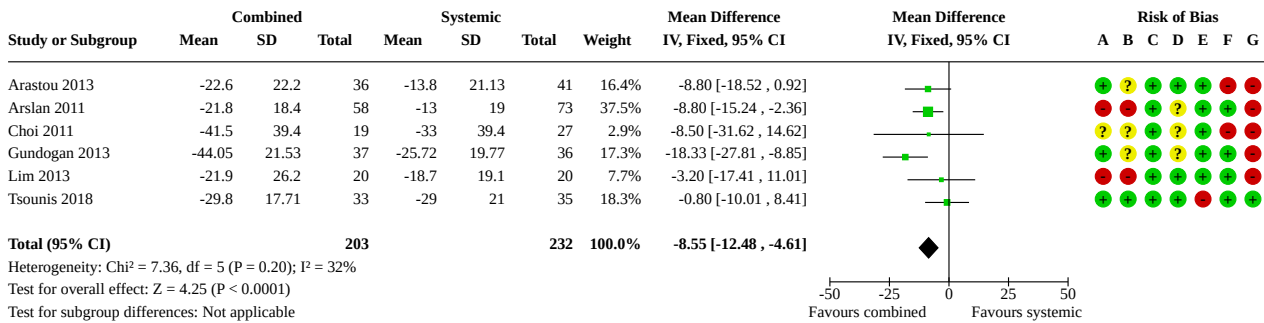 Combined Systemic Mean Difference Mean Difference Risk of Bias
Study or Subgroup Mean SD Total Mean SD Total Weight IV, Fixed, 95% CI IV, Fixed, 95% CI A B C D E F G
Arastou 2013 -22.6 22.2 36 -13.8 21.13 41 16.4% -8.80 [-18.52 , 0.92] + ? + + + - -
Arslan 2011 -21.8 18.4 58 -13 19 73 37.5% -8.80 [-15.24 , -2.36] - - + ? + + -
Choi 2011 -41.5 39.4 19 -33 39.4 27 2.9% -8.50 [-31.62 , 14.62] ? ? + ? + - -
Gundogan 2013 -44.05 21.53 37 -25.72 19.77 36 17.3% -18.33 [-27.81 , -8.85] + ? + ? + + -
Lim 2013 -21.9 26.2 20 -18.7 19.1 20 7.7% -3.20 [-17.41 , 11.01] - - + + + + -
Tsounis 2018 -29.8 17.71 33 -29 21 35 18.3% -0.80 [-10.01 , 8.41] + + + + - + +
Total (95% CI) 203 232 100.0% -8.55 [-12.48 , -4.61]
Heterogeneity: Chi² = 7.36, df = 5 (P = 0.20); I² = 32%
Test for overall effect: Z = 4.25 (P < 0.0001)
Test for subgroup differences: Not applicable
-50 -25 0 25 50
Favours combined Favours systemic